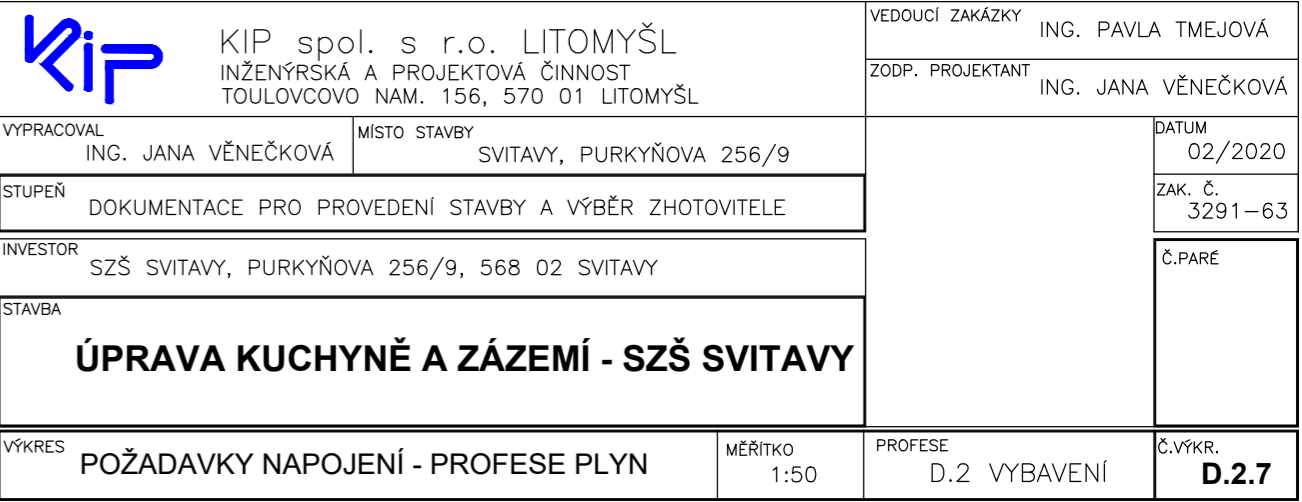 KIP
KIP spol. s r.o. LITOMYŠL
INŽENÝRSKÁ A PROJEKTOVÁ ČINNOST
TOULOVCOVO NAM. 156, 570 01 LITOMYŠL
VEDOUCÍ ZAKÁZKY ING. PAVLA TMEJOVÁ
ZODP. PROJEKTANT ING. JANA VĚNEČKOVÁ
VYPRACOVAL
ING. JANA VĚNEČKOVÁ
MÍSTO STAVBY
SVITAVY, PURKYŇOVA 256/9
DATUM
02/2020
STUPEŇ
DOKUMENTACE PRO PROVEDENÍ STAVBY A VÝBĚR ZHOTOVITELE
ZAK. Č.
3291-63
INVESTOR
SZŠ SVITAVY, PURKYŇOVA 256/9, 568 02 SVITAVY
Č.PARÉ
STAVBA
ÚPRAVA KUCHYNĚ A ZÁZEMÍ - SZŠ SVITAVY
VÝKRES
POŽADAVKY NAPOJENÍ - PROFESE PLYN
MĚŘÍTKO
1:50
PROFESE
D.2 VYBAVENÍ
Č.VÝKR.
D.2.7